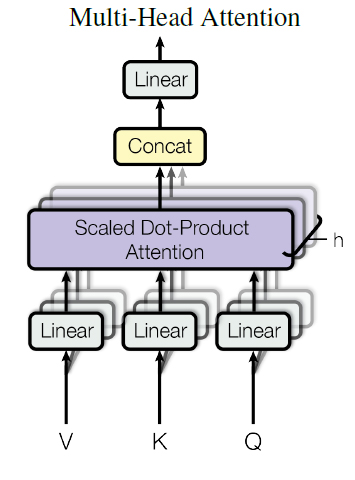 Multi-Head Attention
Linear
Concat
Scaled Dot-Product
Attention
h
Linear Linear Linear
V K Q